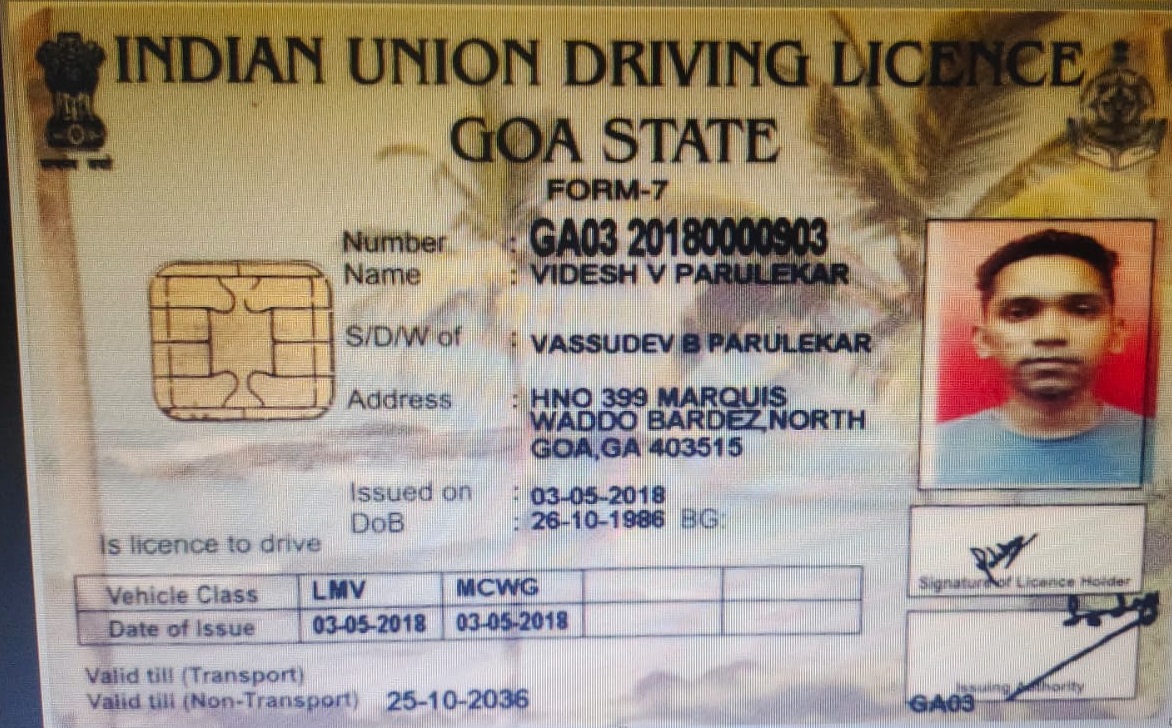 INDIAN UNION DRIVING LICENCE
GOA STATE
FORM-7
Number : GA03 20180000903
Name : VIDESH V PARULEKAR
S/D/W of : VASSUDEV B PARULEKAR
Address : HNO 399 MARQUIS
WADDO BARDEZ,NORTH
GOA,GA 403515
Issued on : 03-05-2018
DoB : 26-10-1986 BG:
Is licence to drive
Vehicle Class LMV MCWG
Date of Issue 03-05-2018 03-05-2018
Valid till (Transport)
Valid till (Non-Transport) 25-10-2036
Signature of Licence Holder
Issuing Authority
GA03